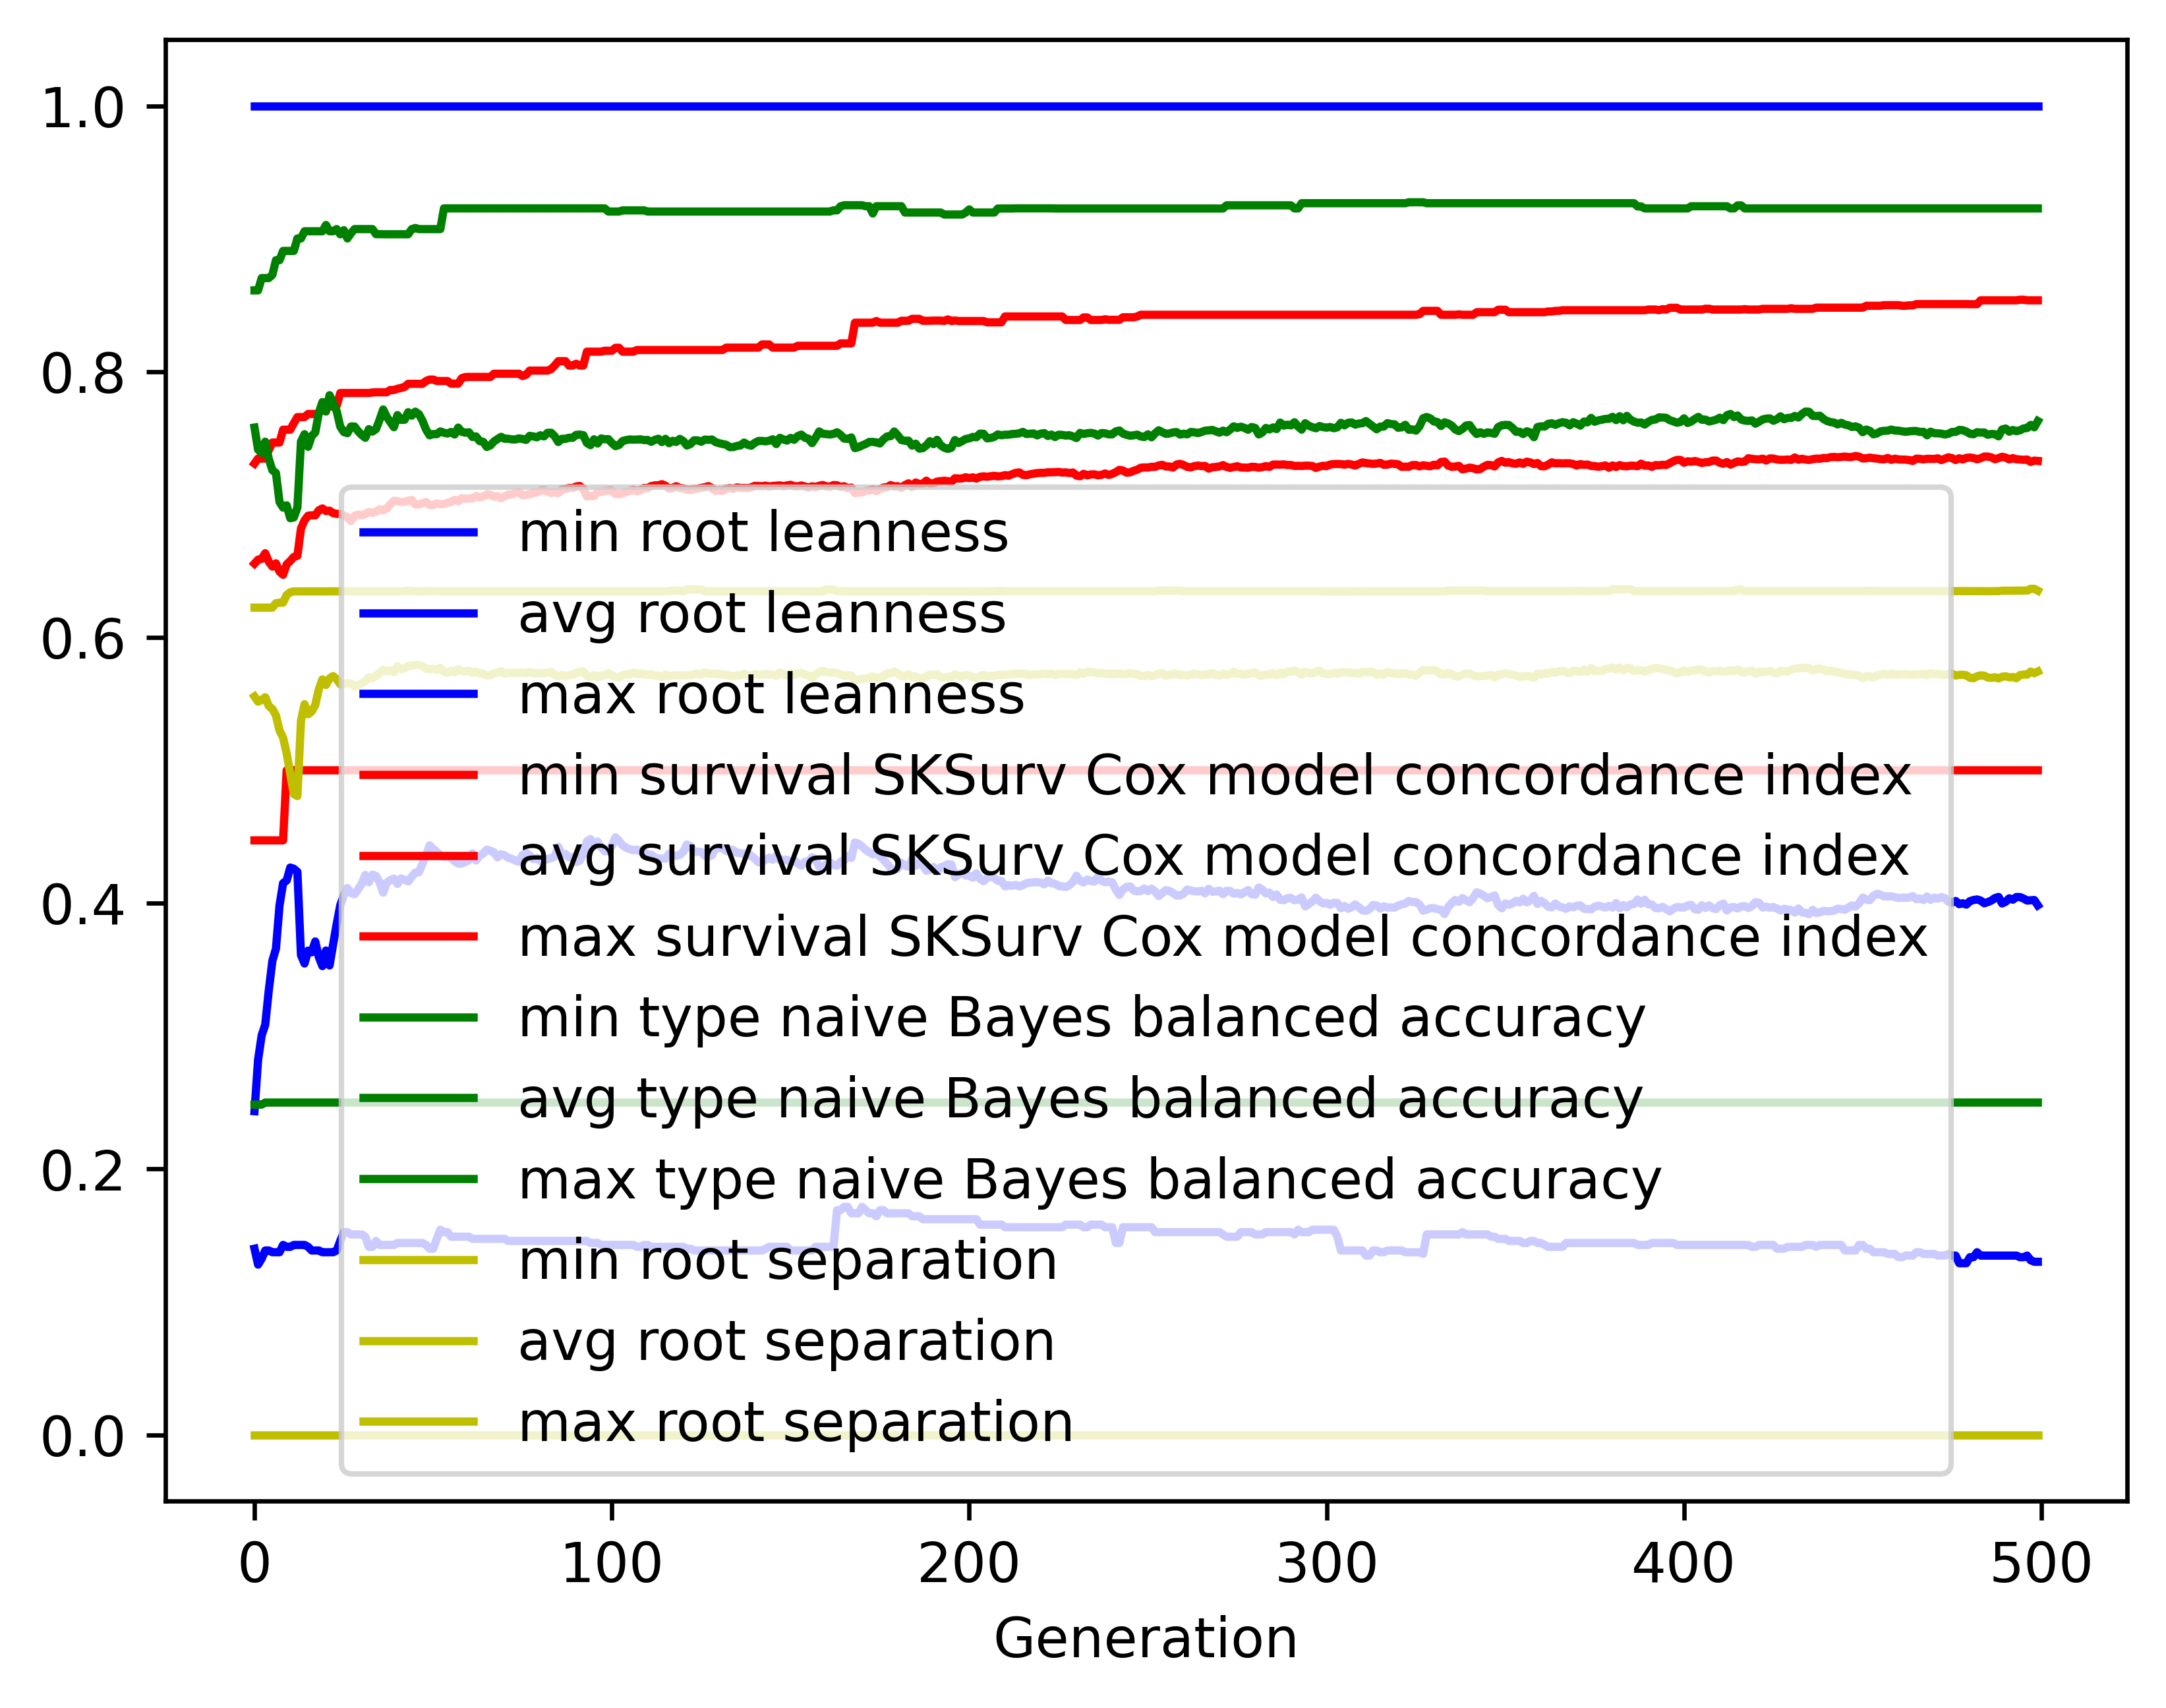 1.0
0.8
0.6
0.4
0.2
0.0
min root leanness
avg root leanness
max root leanness
min survival SKSurv Cox model concordance index
avg survival SKSurv Cox model concordance index
max survival SKSurv Cox model concordance index
min type naive Bayes balanced accuracy
avg type naive Bayes balanced accuracy
max type naive Bayes balanced accuracy
min root separation
avg root separation
max root separation
0 100 200 300 400 500
Generation